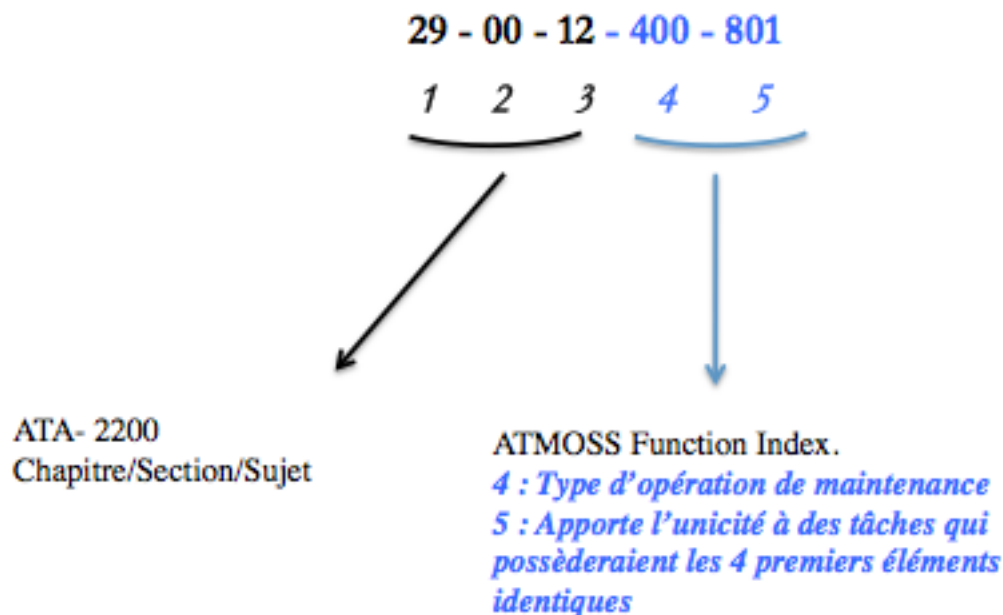 29 - 00 - 12 - 400 - 801
1 2 3 4 5
ATA- 2200
Chapitre/Section/Sujet
ATMOSS Function Index.
4 : Type d’opération de maintenance
5 : Apporte l’unicité à des tâches qui
possèderaient les 4 premiers éléments
identiques